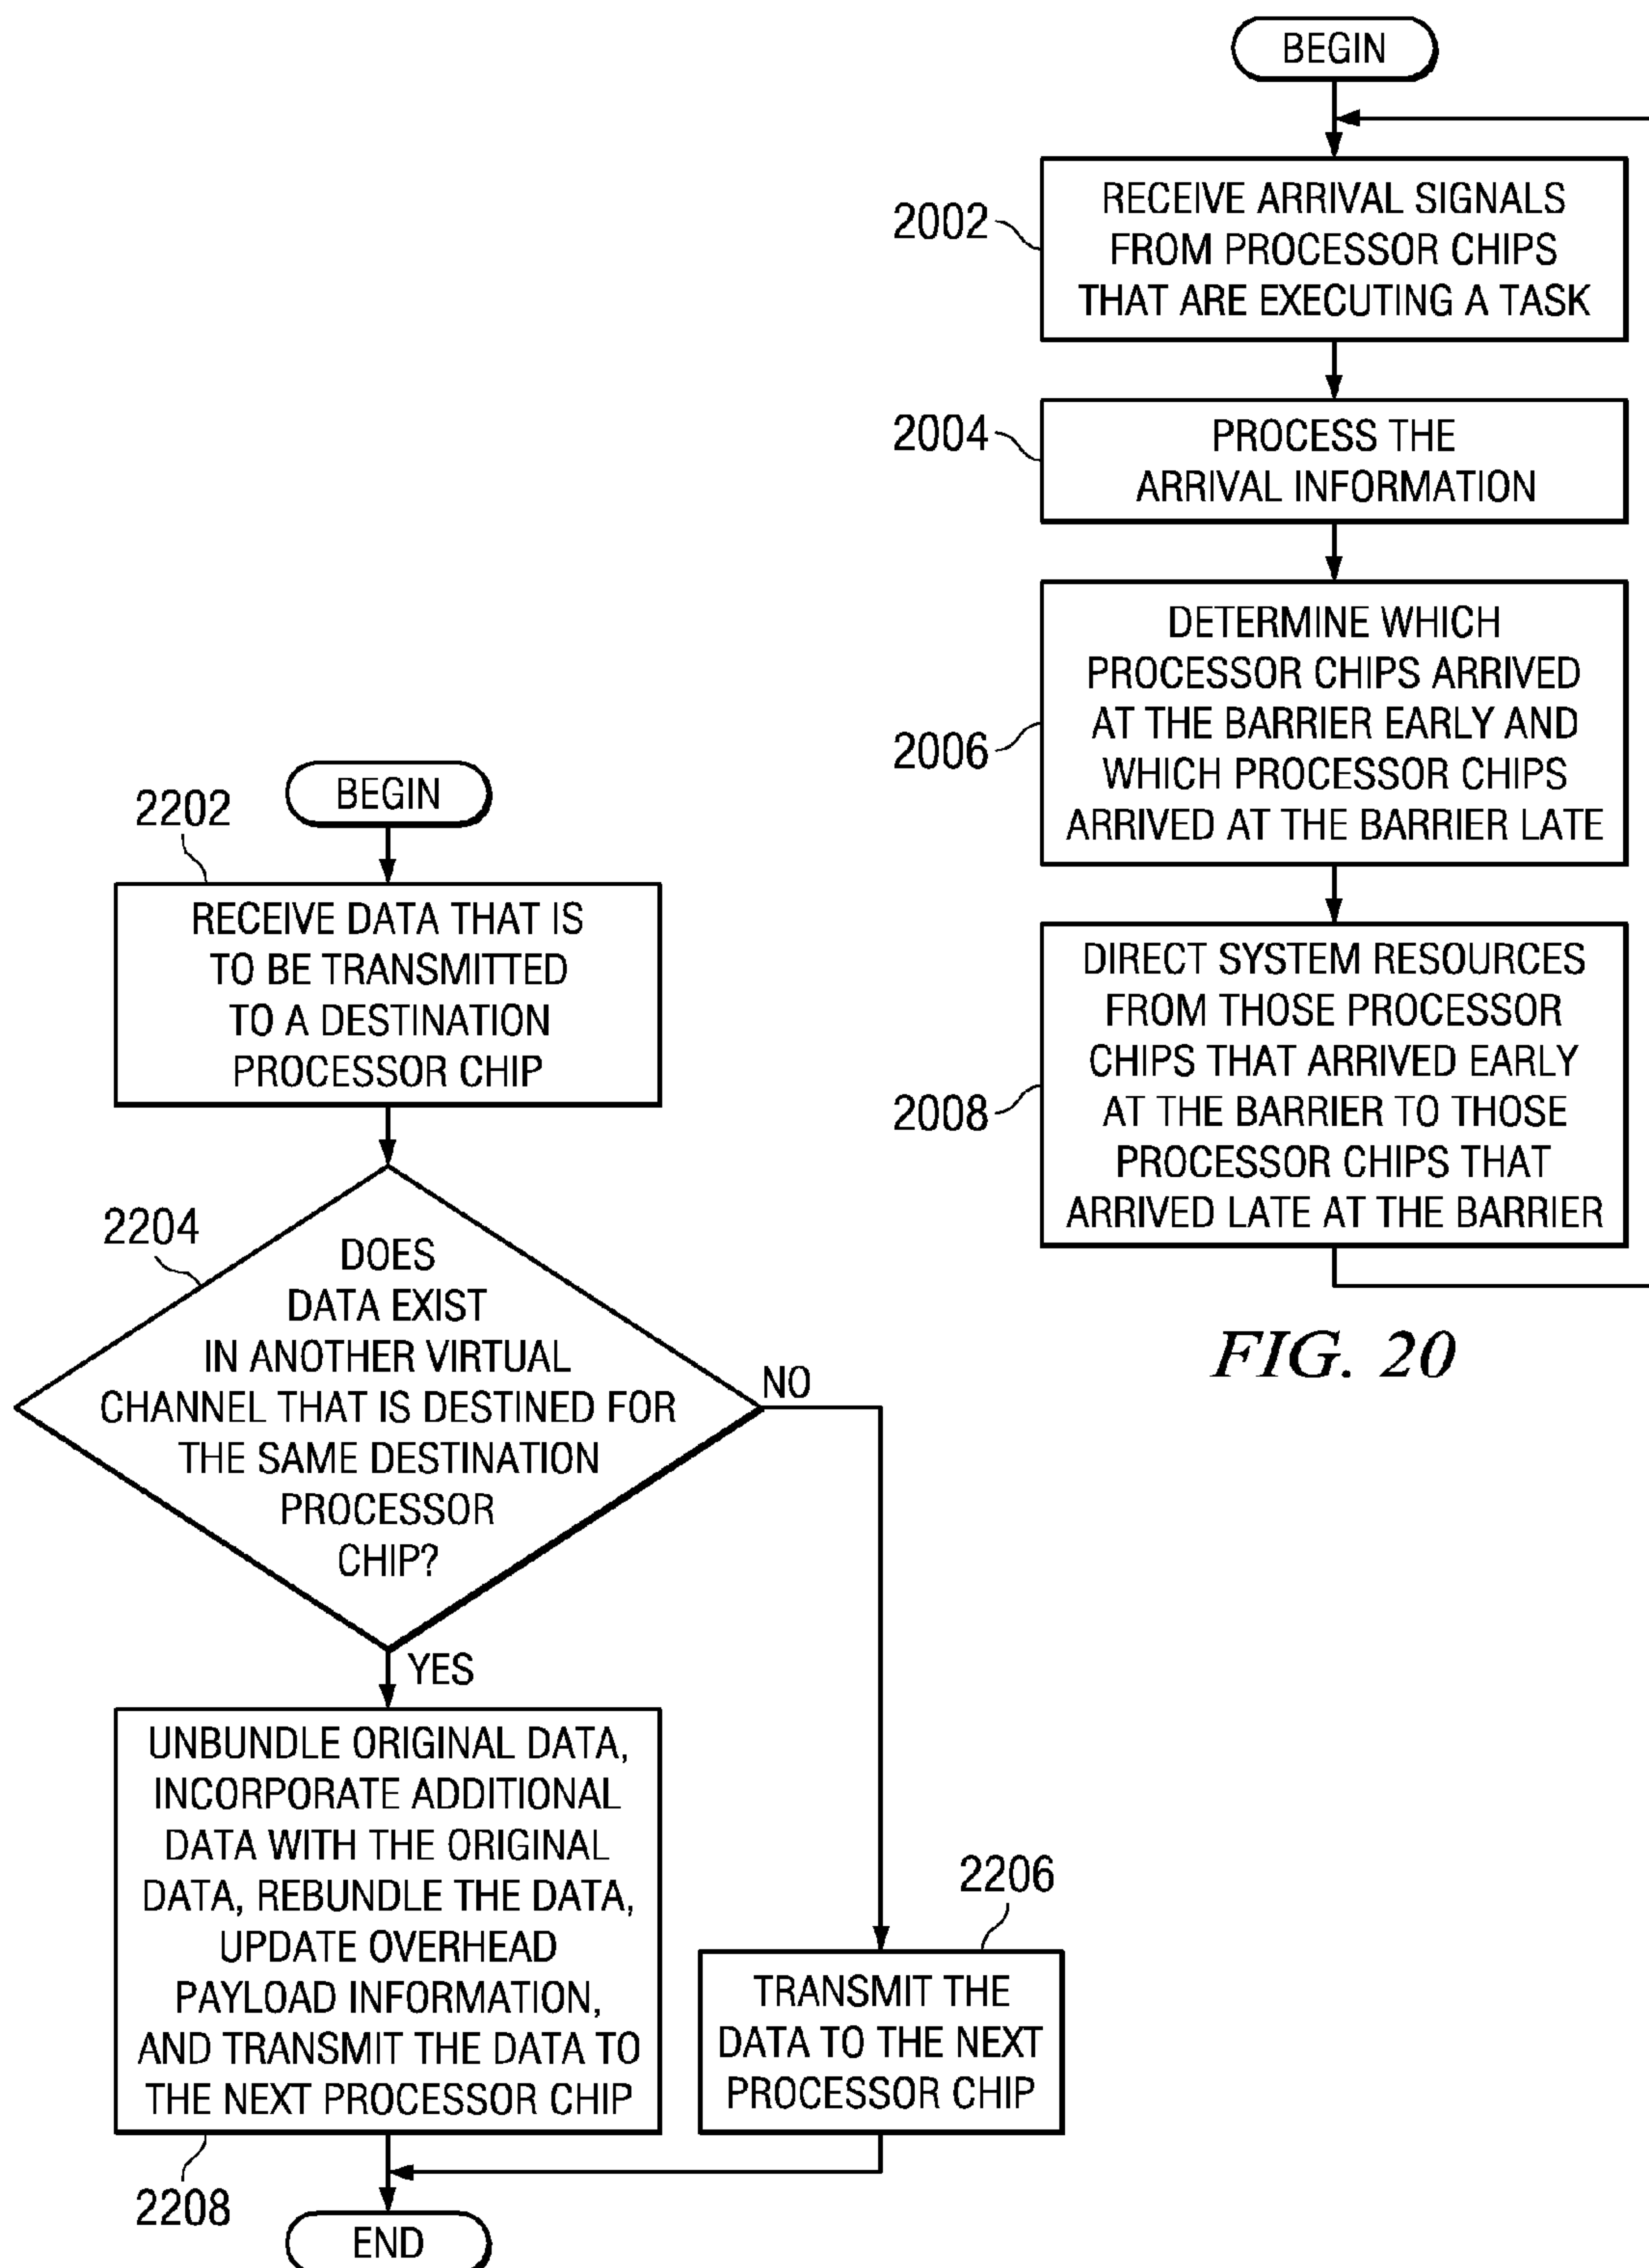 BEGIN
2002
RECEIVE ARRIVAL SIGNALS
FROM PROCESSOR CHIPS
THAT ARE EXECUTING A TASK
2004
PROCESS THE
ARRIVAL INFORMATION
2006
DETERMINE WHICH
PROCESSOR CHIPS ARRIVED
AT THE BARRIER EARLY AND
WHICH PROCESSOR CHIPS
ARRIVED AT THE BARRIER LATE
2008
DIRECT SYSTEM RESOURCES
FROM THOSE PROCESSOR
CHIPS THAT ARRIVED EARLY
AT THE BARRIER TO THOSE
PROCESSOR CHIPS THAT
ARRIVED LATE AT THE BARRIER
FIG. 20
BEGIN
2202
RECEIVE DATA THAT IS
TO BE TRANSMITTED
TO A DESTINATION
PROCESSOR CHIP
2204
DOES
DATA EXIST
IN ANOTHER VIRTUAL
CHANNEL THAT IS DESTINED FOR
THE SAME DESTINATION
PROCESSOR
CHIP?
NO
YES
UNBUNDLE ORIGINAL DATA,
INCORPORATE ADDITIONAL
DATA WITH THE ORIGINAL
DATA, REBUNDLE THE DATA,
UPDATE OVERHEAD
PAYLOAD INFORMATION,
AND TRANSMIT THE DATA TO
THE NEXT PROCESSOR CHIP
2208
2206
TRANSMIT THE
DATA TO THE NEXT
PROCESSOR CHIP
END